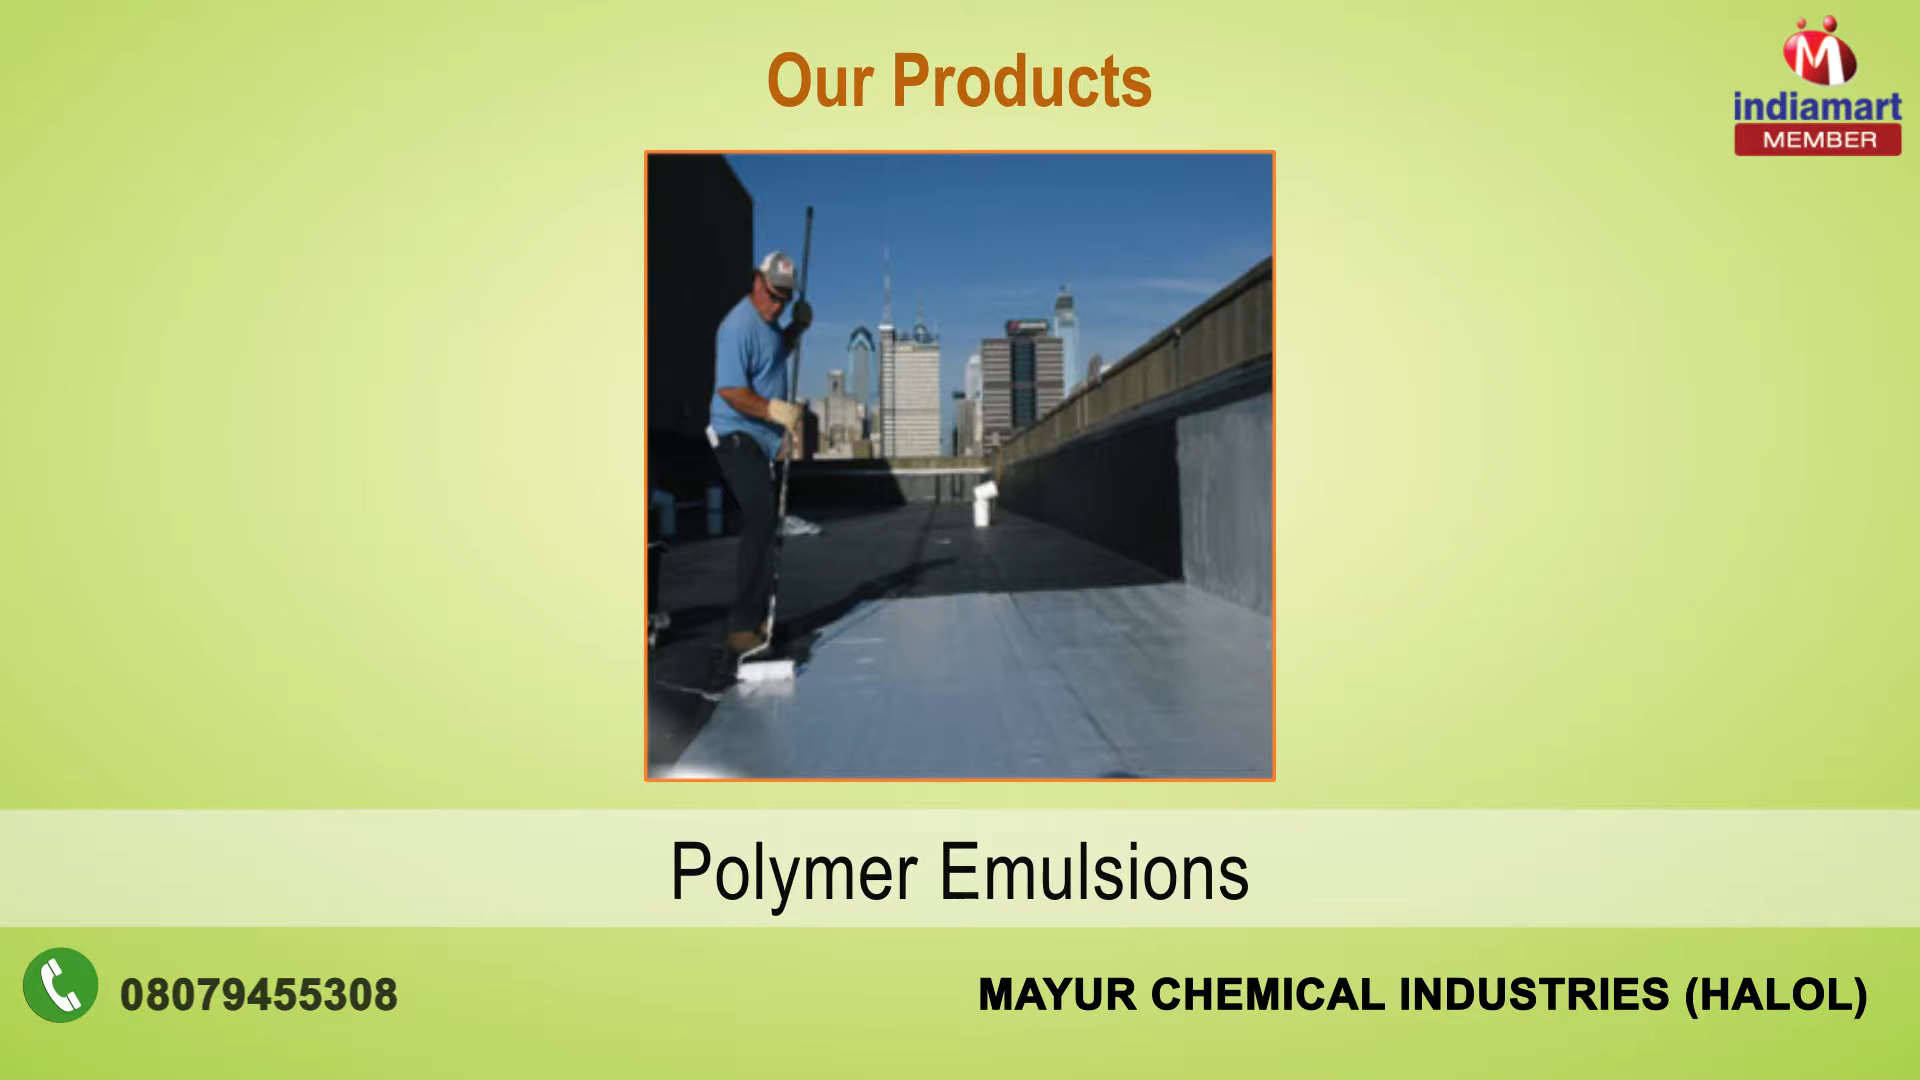 Our Products
indiamart
MEMBER
Polymer Emulsions
08079455308
MAYUR CHEMICAL INDUSTRIES (HALOL)